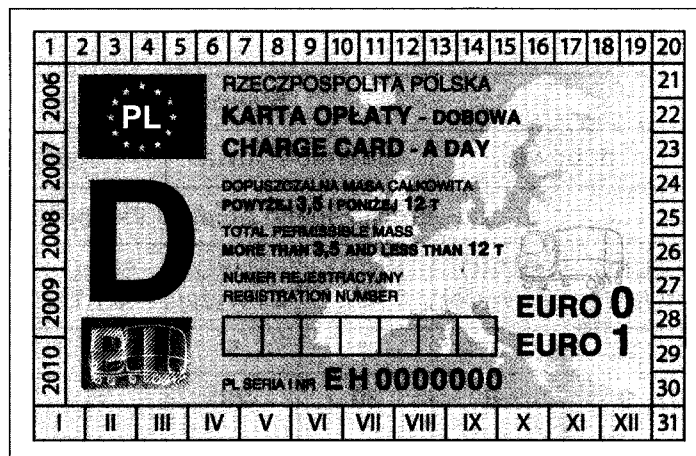 1 2 3 4 5 6 7 8 9 10 11 12 13 14 15 16 17 18 19 20
21
22
23
24
25
26
27
28
29
30
31
2006
2007
2008
2009
2010
PL
RZECZPOSPOLITA POLSKA
KARTA OPŁATY - DOBOWA
CHARGE CARD - A DAY
D
DOPUSZCZALNA MASA CAŁKOWITA
POWYŻEJ 3,5 I PONIŻEJ 12 T
TOTAL PERMISSIBLE MASS
MORE THAN 3,5 AND LESS THAN 12 T
NUMER REJESTRACYJNY
REGISTRATION NUMBER
EURO 0
EURO 1
PL SERIA I NR EH 0000000
I II III IV V VI VII VIII IX X XI XII